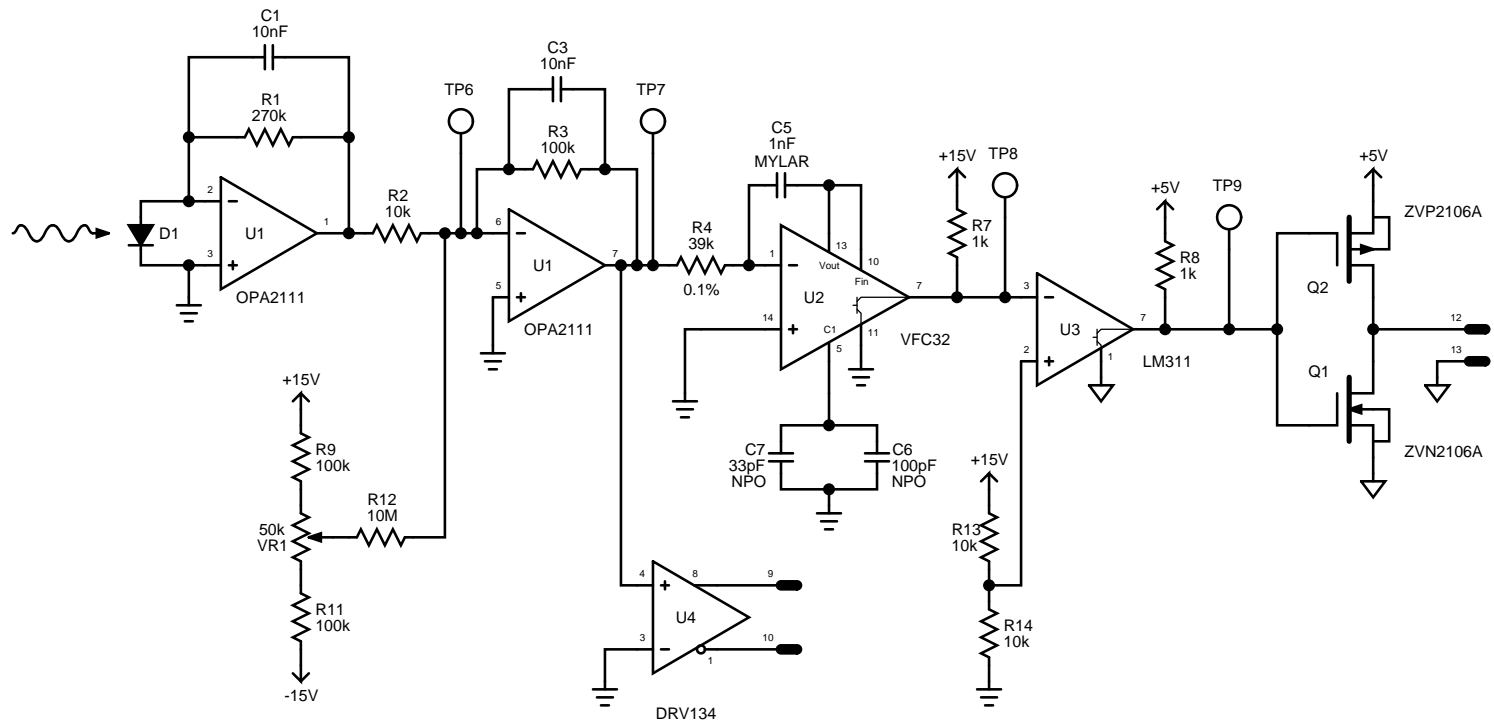 C1
10nF
R1
270k
2
3
1
U1
D1
OPA2111
R2
10k
TP6
C3
10nF
R3
100k
TP7
6
5
7
U1
OPA2111
R4
39k
0.1%
C5
1nF
MYLAR
1
14
13
Vout
10
Fin
U2
C1
5
11
7
VFC32
+15V
R7
1k
TP8
3
2
U3
1
7
LM311
+5V
R8
1k
TP9
+5V
ZVP2106A
Q2
12
13
Q1
ZVN2106A
+15V
R9
100k
50k
VR1
R12
10M
R11
100k
-15V
C7
33pF
NPO
C6
100pF
NPO
+15V
R13
10k
R14
10k
4
3
8
9
U4
1
10
DRV134